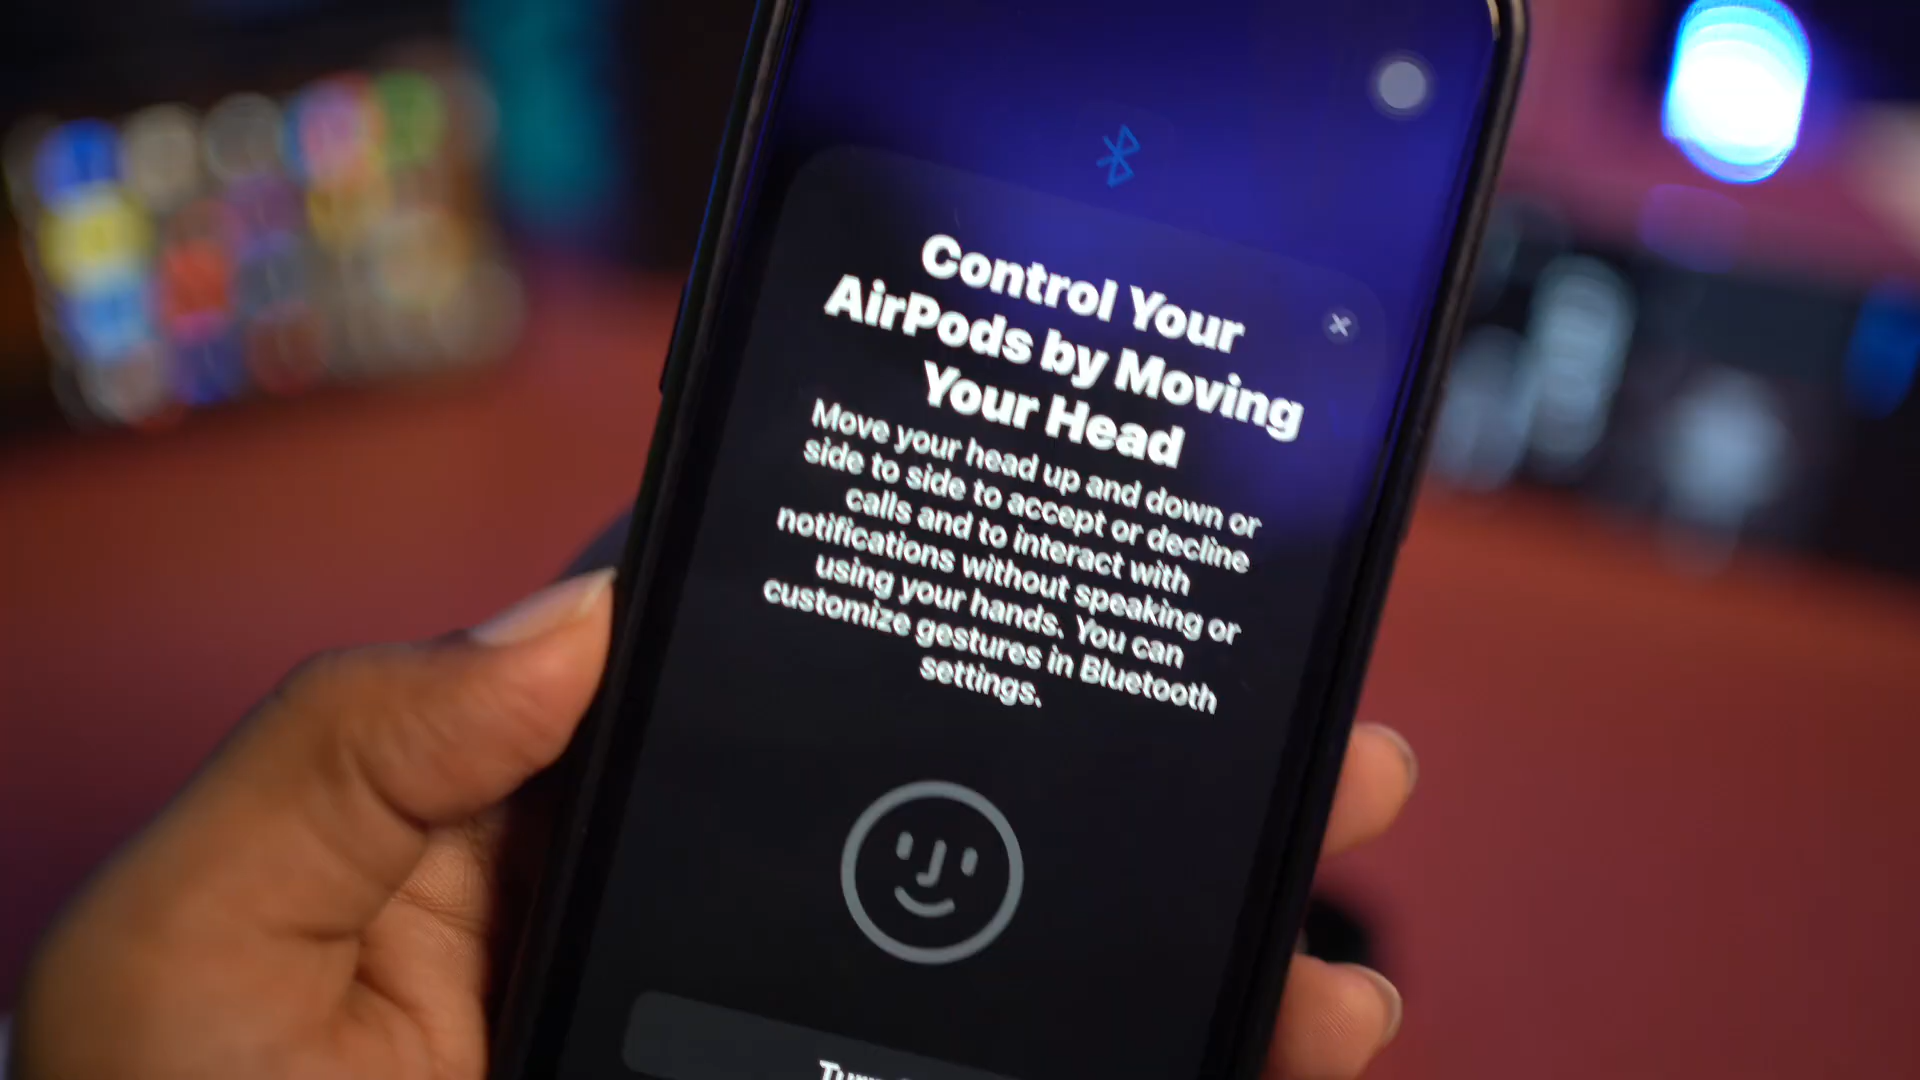 Control Your
AirPods by Moving
Your Head
Move your head up and down or
side to side to accept or decline
calls and to interact with
notifications without speaking or
using your hands. You can
customize gestures in Bluetooth
settings.